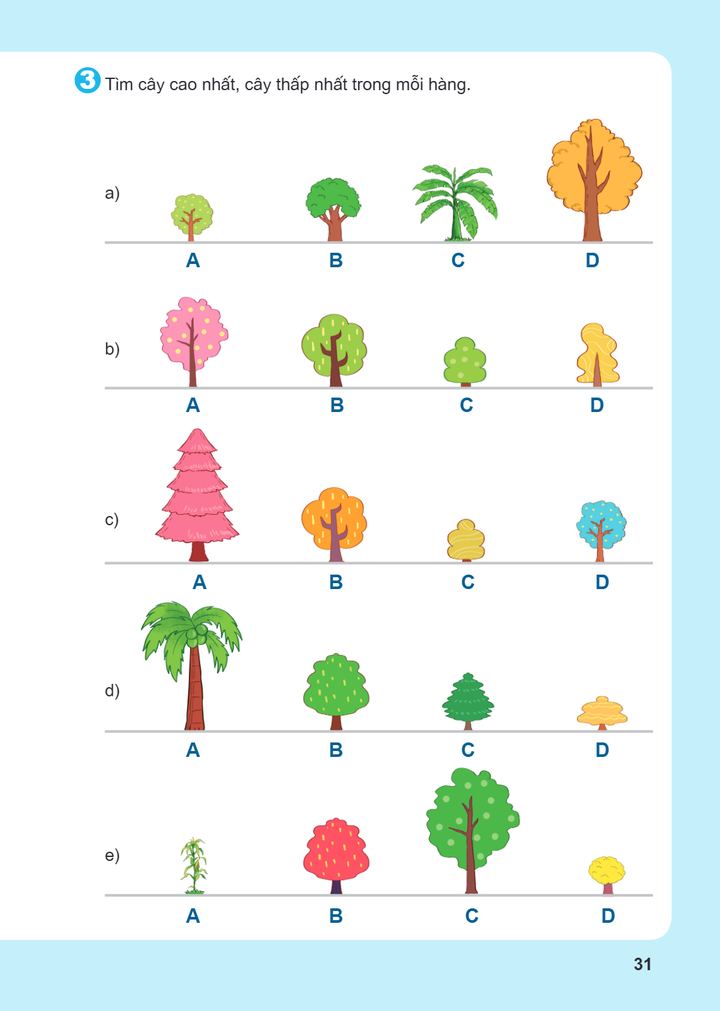 3 Tìm cây cao nhất, cây thấp nhất trong mỗi hàng.
a)
A B C D
b)
A B C D
c)
A B C D
d)
A B C D
e)
A B C D
31